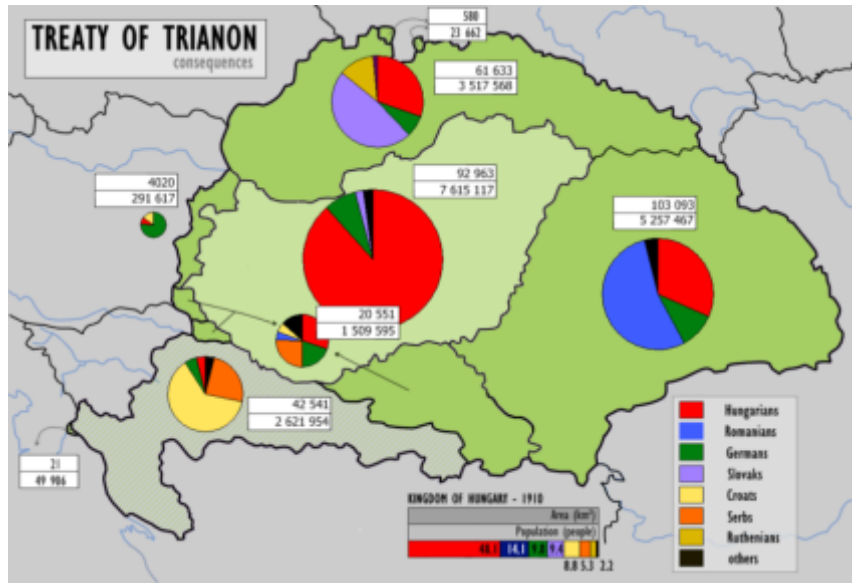 TREATY OF TRIANON
consequences
580
23 662
61 633
3 517 568
92 963
7 615 117
4020
291 617
103 093
5 257 467
20 551
1 509 595
42 541
2 621 954
21
49 986
Hungarians
Romanians
Germans
Slovaks
Croats
Serbs
Ruthenians
others
KINGDOM OF HUNGARY - 1910
Area (km²)
Population (people)
48.1 14.1 9.8 9.4
8.8 5.3 2.2